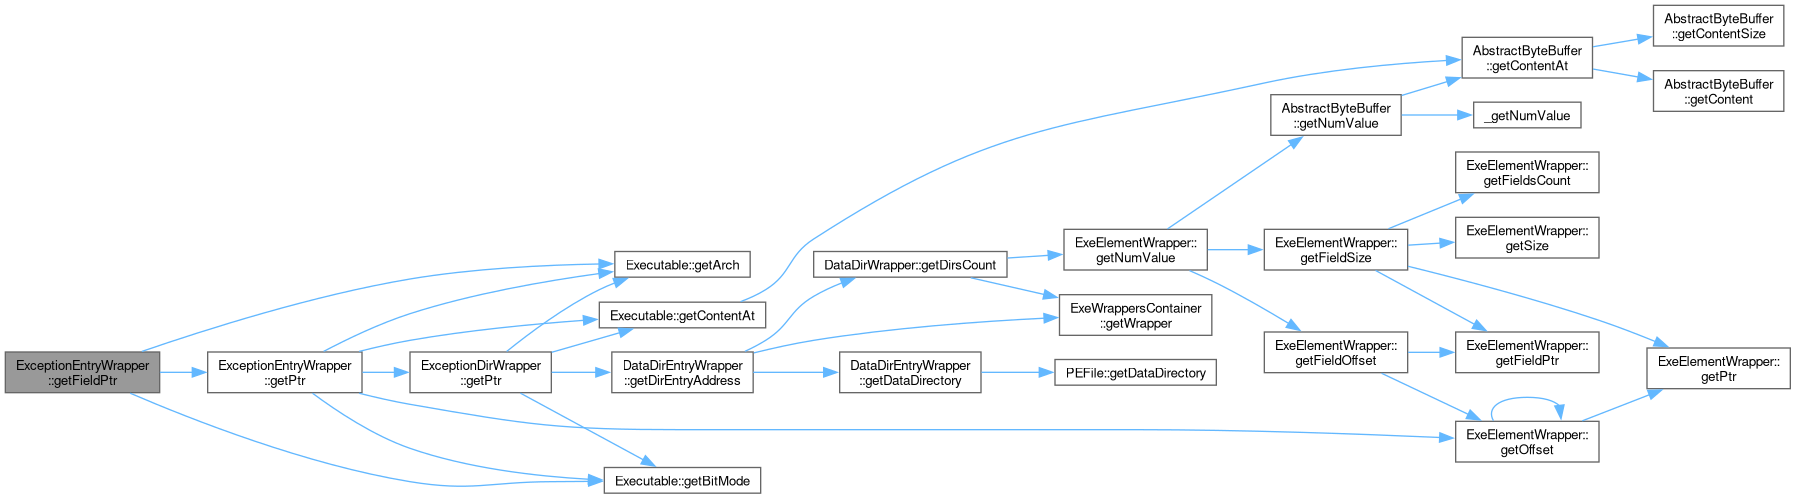 ExceptionEntryWrapper
::getFieldPtr
ExceptionEntryWrapper
::getPtr
Executable::getArch
Executable::getContentAt
ExceptionDirWrapper
::getPtr
Executable::getBitMode
DataDirEntryWrapper
::getDirEntryAddress
DataDirWrapper::getDirsCount
DataDirEntryWrapper
::getDataDirectory
ExeElementWrapper::
getNumValue
ExeWrappersContainer
::getWrapper
PEFile::getDataDirectory
AbstractByteBuffer
::getNumValue
ExeElementWrapper::
getFieldSize
ExeElementWrapper::
getFieldOffset
AbstractByteBuffer
::getContentAt
_getNumValue
ExeElementWrapper::
getFieldsCount
ExeElementWrapper::
getSize
ExeElementWrapper::
getFieldPtr
ExeElementWrapper::
getOffset
AbstractByteBuffer
::getContentSize
AbstractByteBuffer
::getContent
ExeElementWrapper::
getPtr